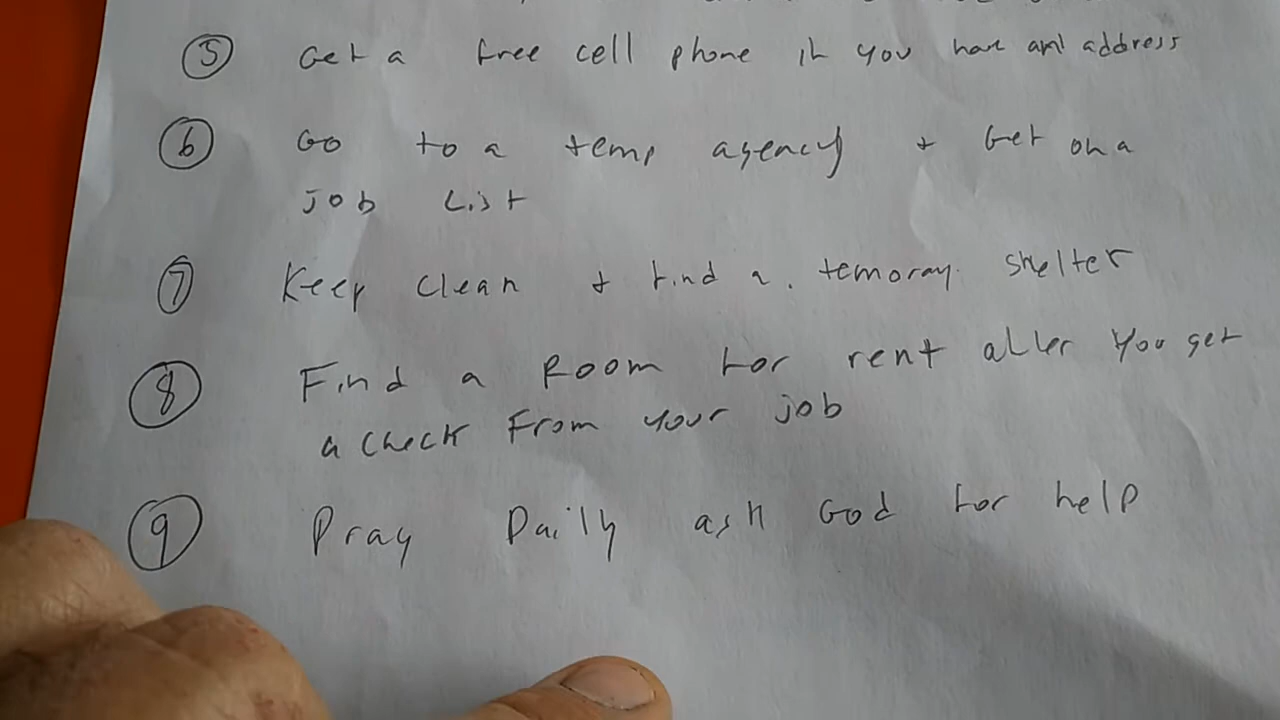 ⑤ Get a free cell phone if you have an address
⑥ Go to a temp agency + Get on a
job List
⑦ Keep clean + find a. temoray. shelter
⑧ Find a Room for rent after you get
a check From your job
⑨ Pray Daily ask God for help